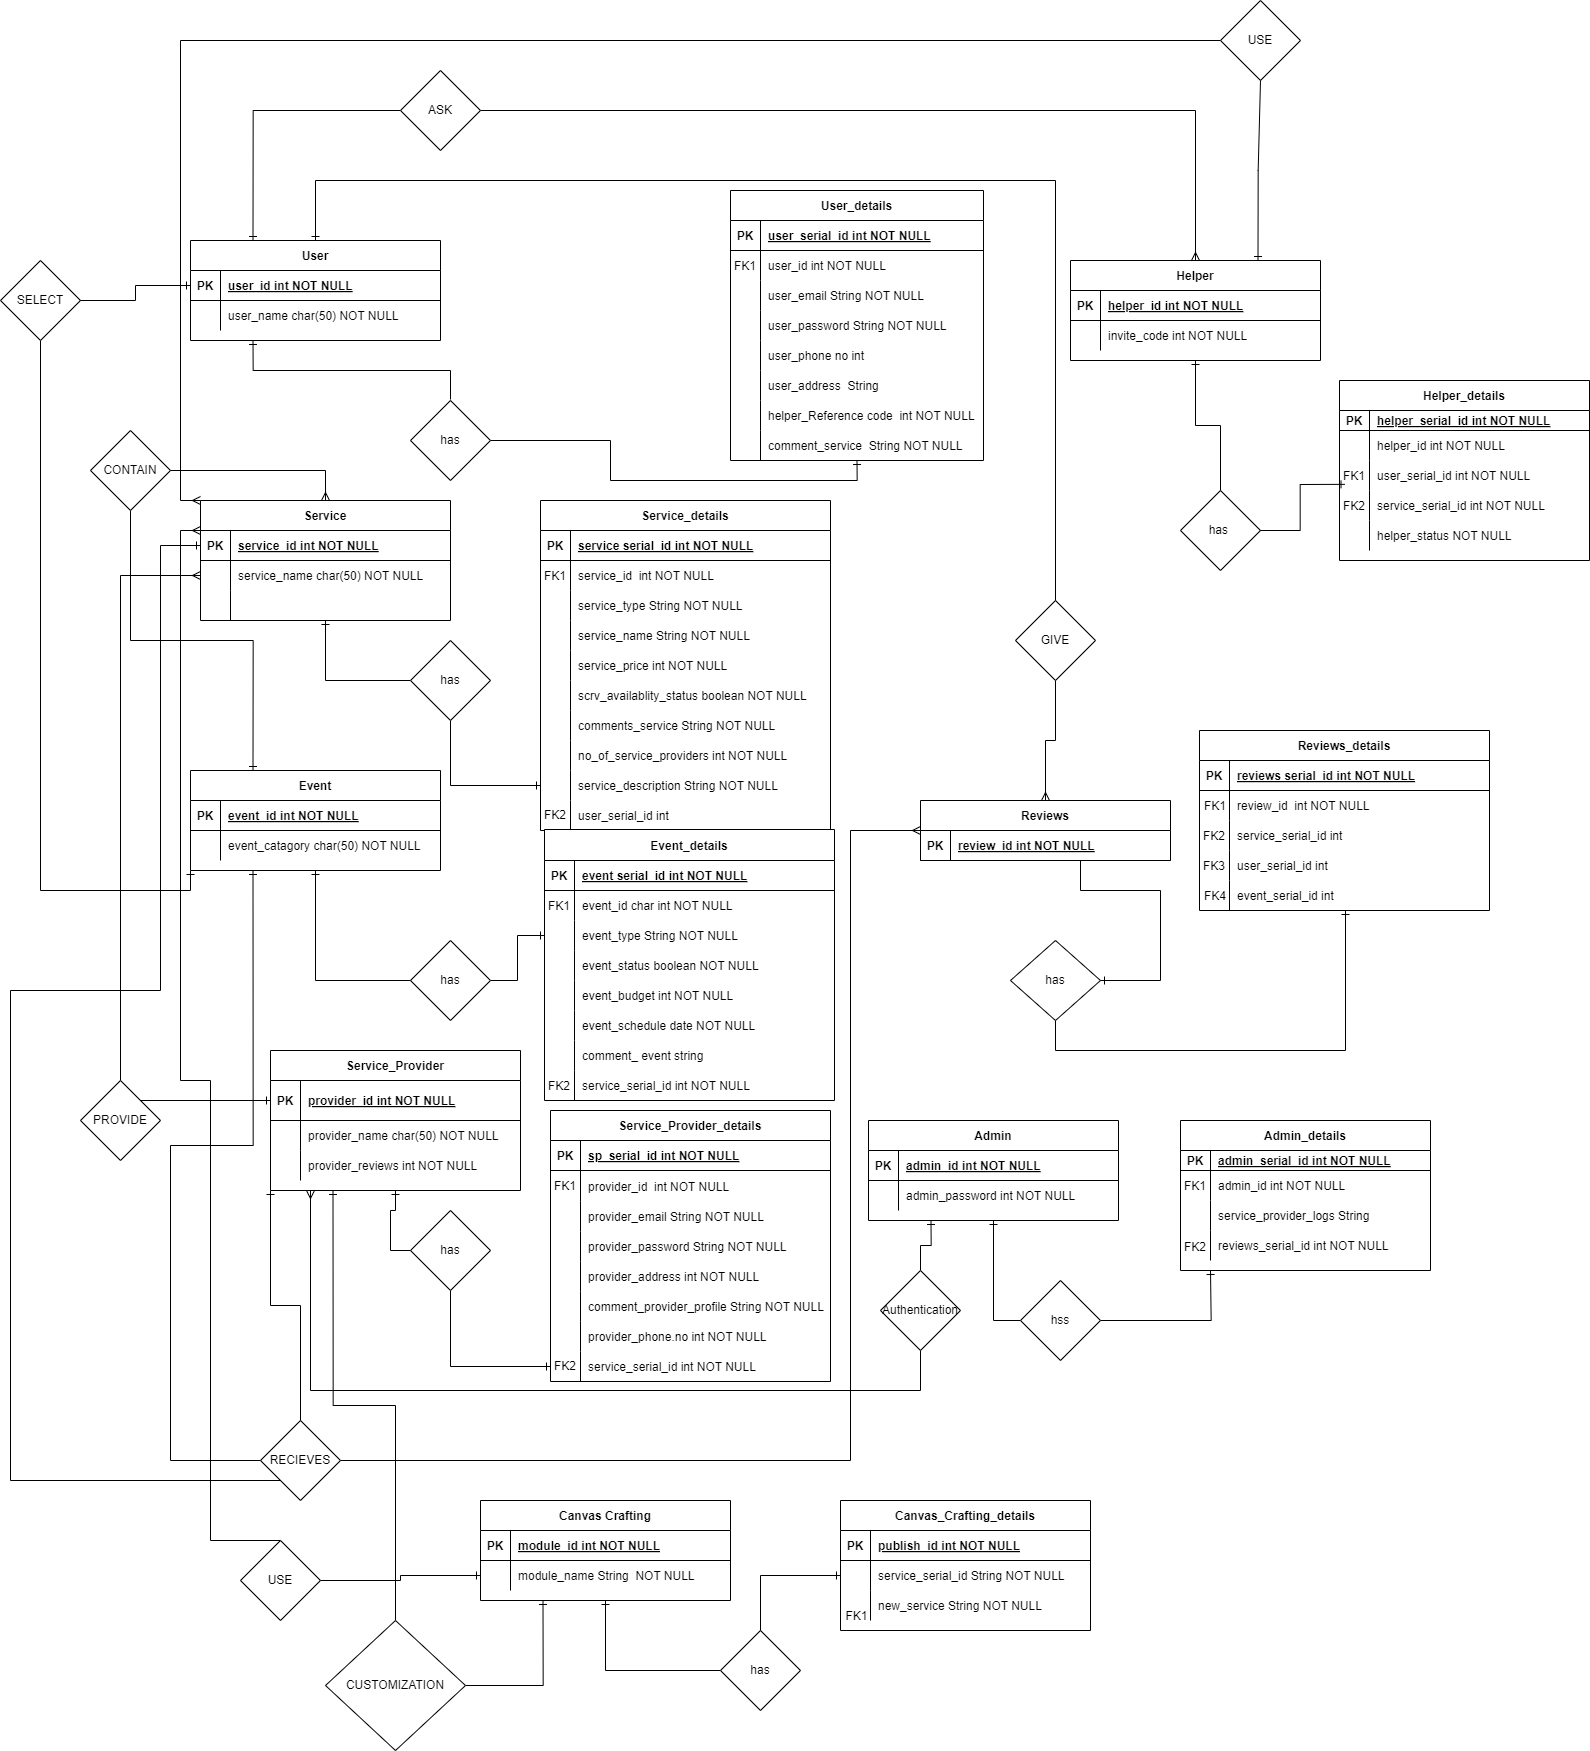 USE
ASK
User_details
PK user_serial_id int NOT NULL
FK1 user_id int NOT NULL
user_email String NOT NULL
user_password String NOT NULL
user_phone no int
user_address  String
helper_Reference code  int NOT NULL
comment_service  String NOT NULL
User
PK user_id int NOT NULL
user_name char(50) NOT NULL
SELECT
Helper
PK helper_id int NOT NULL
invite_code int NOT NULL
has
Helper_details
PK helper_serial_id int NOT NULL
helper_id int NOT NULL
FK1 user_serial_id int NOT NULL
FK2 service_serial_id int NOT NULL
helper_status NOT NULL
has
CONTAIN
Service
PK service_id int NOT NULL
service_name char(50) NOT NULL
has
Service_details
PK service serial_id int NOT NULL
FK1 service_id  int NOT NULL
service_type String NOT NULL
service_name String NOT NULL
service_price int NOT NULL
scrv_availablity_status boolean NOT NULL
comments_service String NOT NULL
no_of_service_providers int NOT NULL
service_description String NOT NULL
FK2 user_serial_id int
GIVE
Event
PK event_id int NOT NULL
event_catagory char(50) NOT NULL
has
Event_details
PK event serial_id int NOT NULL
FK1 event_id char int NOT NULL
event_type String NOT NULL
event_status boolean NOT NULL
event_budget int NOT NULL
event_schedule date NOT NULL
comment_ event string
FK2 service_serial_id int NOT NULL
Reviews
PK review_id int NOT NULL
has
Reviews_details
PK reviews serial_id int NOT NULL
FK1 review_id  int NOT NULL
FK2 service_serial_id int
FK3 user_serial_id int
FK4 event_serial_id int
PROVIDE
Service_Provider
PK provider_id int NOT NULL
provider_name char(50) NOT NULL
provider_reviews int NOT NULL
has
Service_Provider_details
PK sp_serial_id int NOT NULL
FK1 provider_id  int NOT NULL
provider_email String NOT NULL
provider_password String NOT NULL
provider_address int NOT NULL
comment_provider_profile String NOT NULL
provider_phone.no int NOT NULL
FK2 service_serial_id int NOT NULL
Admin
PK admin_id int NOT NULL
admin_password int NOT NULL
Authentication
hss
Admin_details
PK admin_serial_id int NOT NULL
FK1 admin_id int NOT NULL
service_provider_logs String
FK2 reviews_serial_id int NOT NULL
RECIEVES
USE
Canvas Crafting
PK module_id int NOT NULL
module_name String  NOT NULL
Canvas_Crafting_details
PK publish_id int NOT NULL
service_serial_id String NOT NULL
FK1 new_service String NOT NULL
has
CUSTOMIZATION